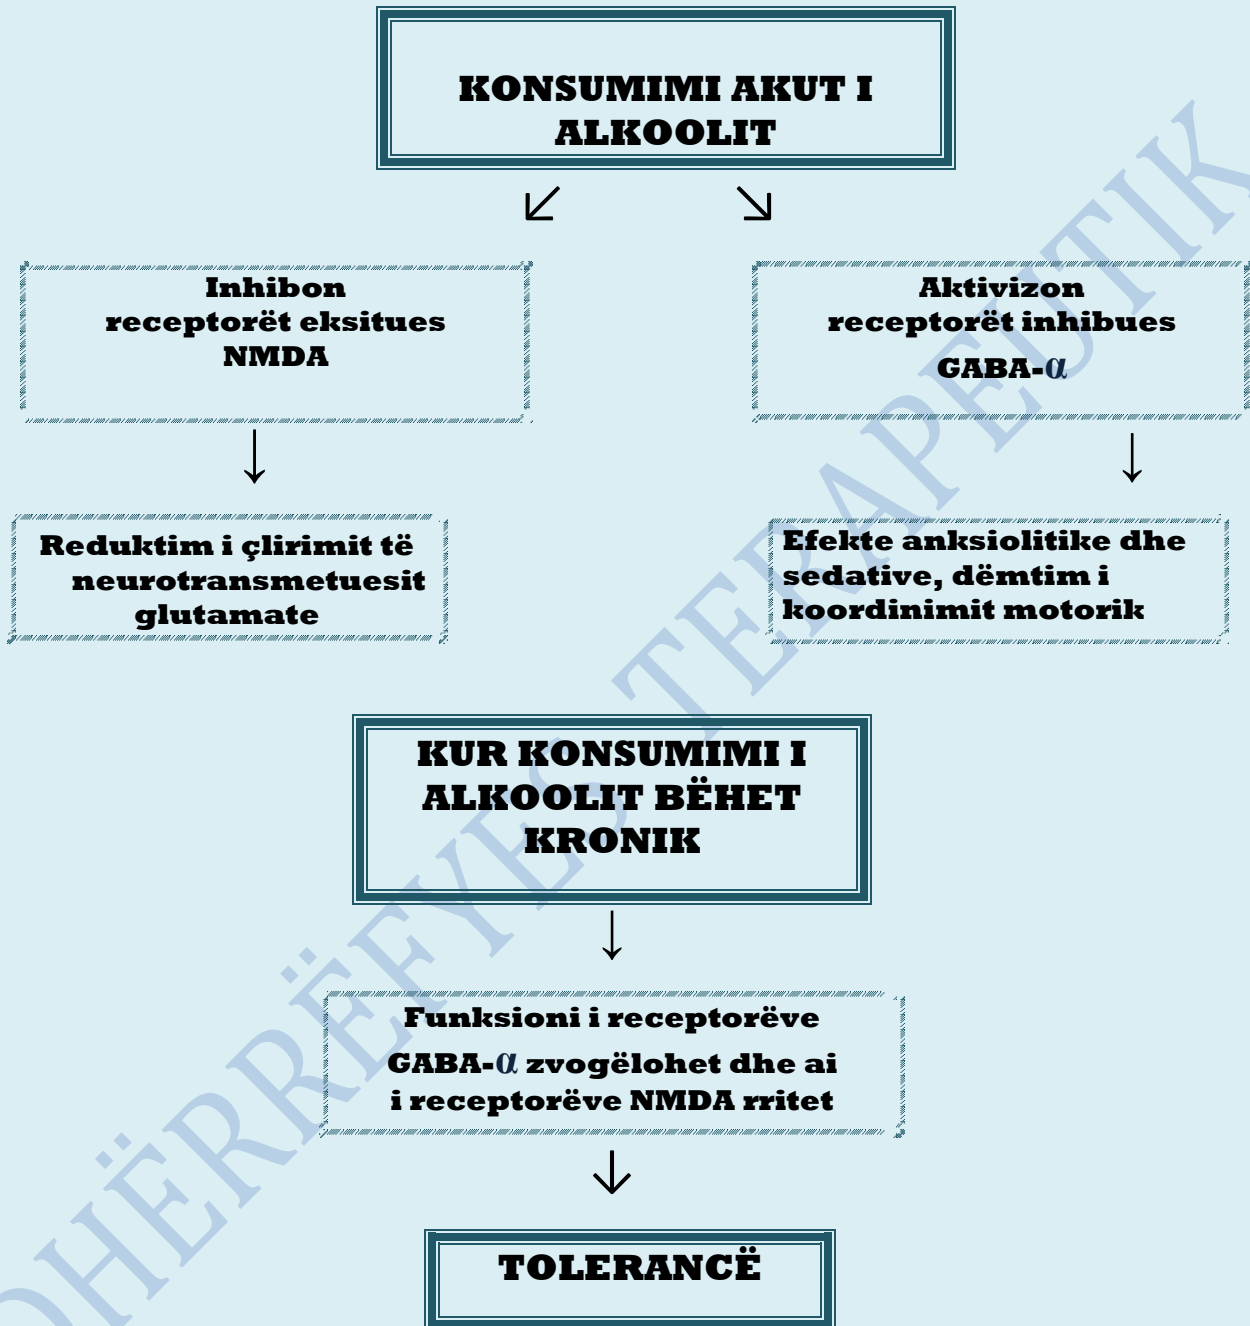 KONSUMIMI AKUT I
ALKOOLIT
Inhibon
receptorët eksitues
NMDA
Aktivizon
receptorët inhibues
GABA-α
Reduktim i çlirimit të
neurotransmetuesit
glutamate
Efekte anksiolitike dhe
sedative, dëmtim i
koordinimit motorik
KUR KONSUMIMI I
ALKOOLIT BËHET
KRONIK
Funksioni i receptorëve
GABA-α zvogëlohet dhe ai
i receptorëve NMDA rritet
TOLERANCË
DHËRRËFYES TERAPEUTIK